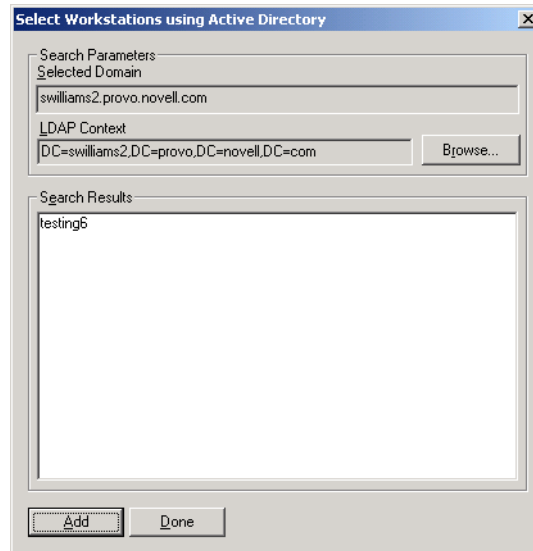 Select Workstations using Active Directory
Search Parameters
Selected Domain
swilliams2.provo.novell.com
LDAP Context
DC=swilliams2,DC=provo,DC=novell,DC=com
Browse...
Search Results
testing6
Add
Done